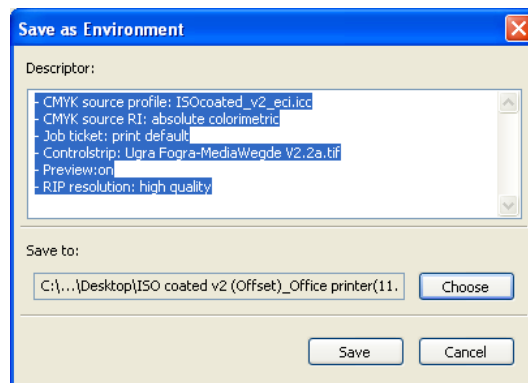 Save as Environment
Descriptor:
- CMYK source profile: ISOcoated_v2_eci.icc
- CMYK source RI: absolute colorimetric
- Job ticket: print default
- Controlstrip: Ugra Fogra-MediaWegde V2.2a.tif
- Preview:on
- RIP resolution: high quality
Save to:
C:\...\Desktop\ISO coated v2 (Offset)_Office printer(11.
Choose
Save
Cancel